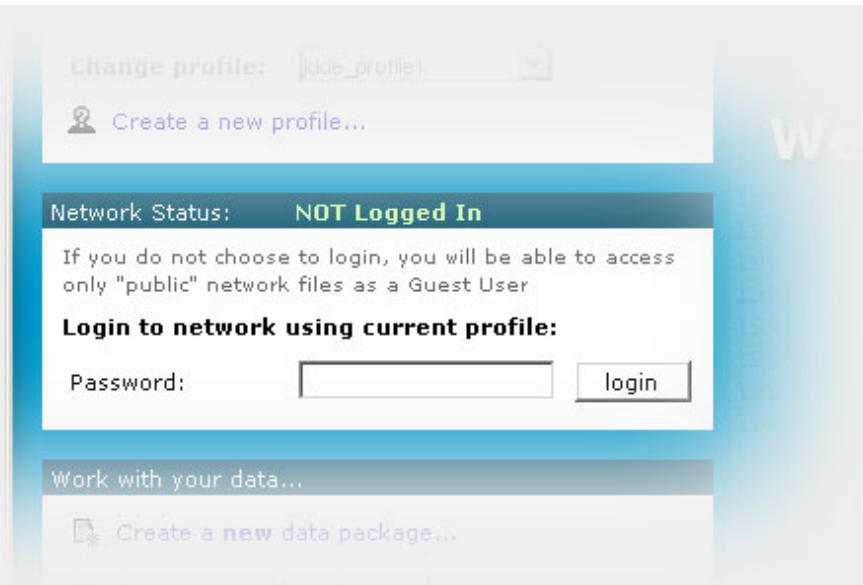 Change profile: jdoe_profile1
Create a new profile...
We
Network Status: NOT Logged In
If you do not choose to login, you will be able to access
only "public" network files as a Guest User
Login to network using current profile:
Password: login
Work with your data...
Create a new data package...